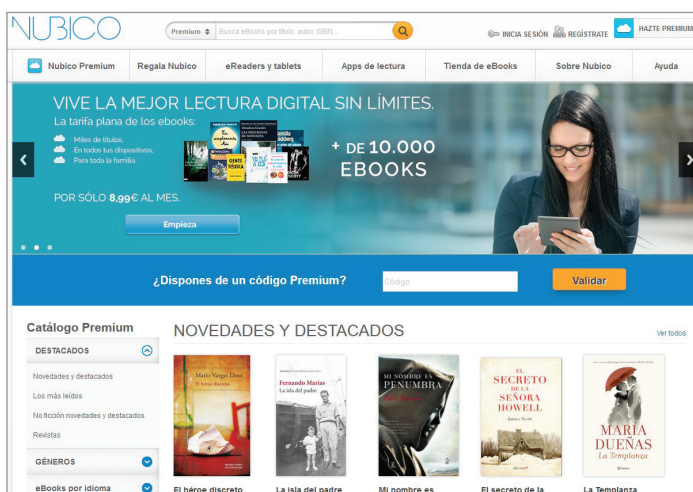 NUBICO
Premium
Busca eBooks por título, autor, ISBN...
INICIA SESIÓN
REGÍSTRATE
HAZTE PREMIUM
Nubico Premium
Regala Nubico
eReaders y tablets
Apps de lectura
Tienda de eBooks
Sobre Nubico
Ayuda
VIVE LA MEJOR LECTURA DIGITAL SIN LÍMITES.
La tarifa plana de los ebooks:
Miles de títulos,
En todos tus dispositivos,
Para toda la familia.
+ DE 10.000
EBOOKS
POR SÓLO 8,99€ AL MES.
Empieza
¿Dispones de un código Premium?
Código
Validar
Catálogo Premium
NOVEDADES Y DESTACADOS
Ver todos
DESTACADOS
Novedades y destacados
Los más leídos
No ficción novedades y destacados
Revistas
GÉNEROS
eBooks por idioma
Mario Vargas Llosa
El héroe discreto
Fernando Marías
La isla del padre
MI NOMBRE ES
PENUMBRA
EL
SECRETO
DE LA
SEÑORA
HOWELL
MARÍA
DUEÑAS
La Templanza
El héroe discreto
La isla del padre
Mi nombre es
El secreto de la
La Templanza